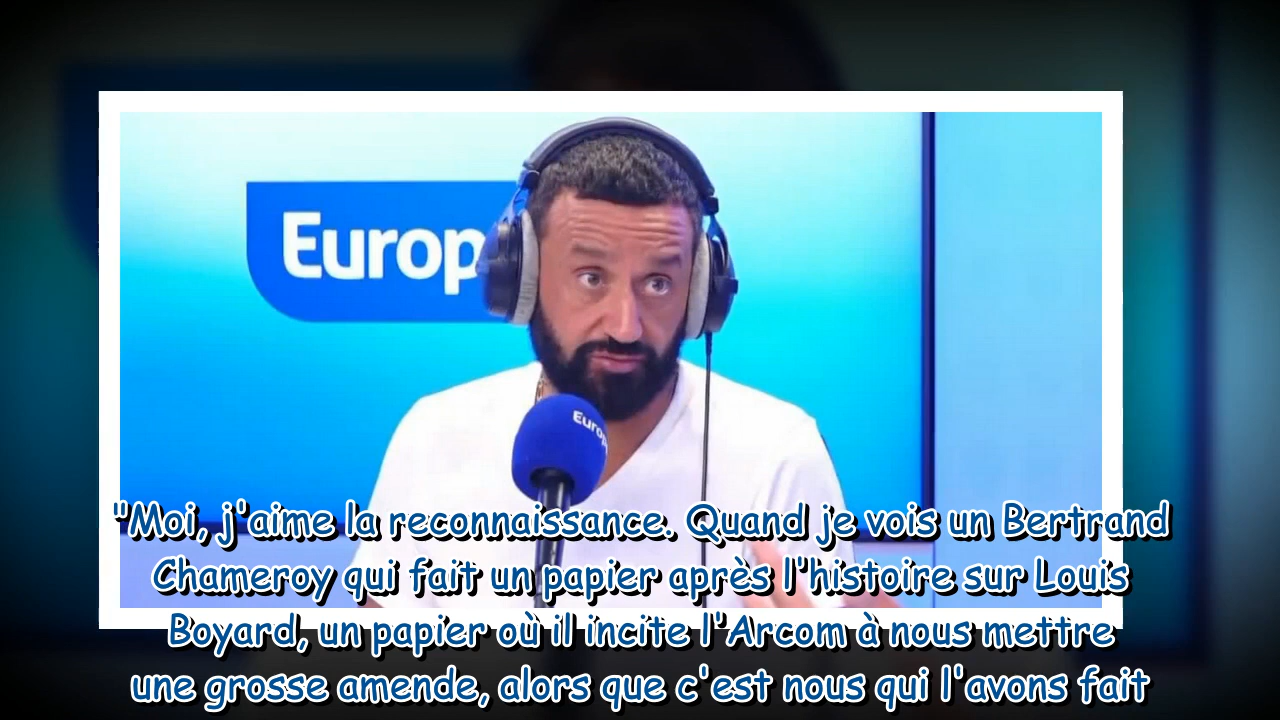 Europ
Europ
"Moi, j'aime la reconnaissance. Quand je vois un Bertrand
Chameroy qui fait un papier après l'histoire sur Louis
Boyard, un papier où il incite l'Arcom à nous mettre
une grosse amende, alors que c'est nous qui l'avons fait